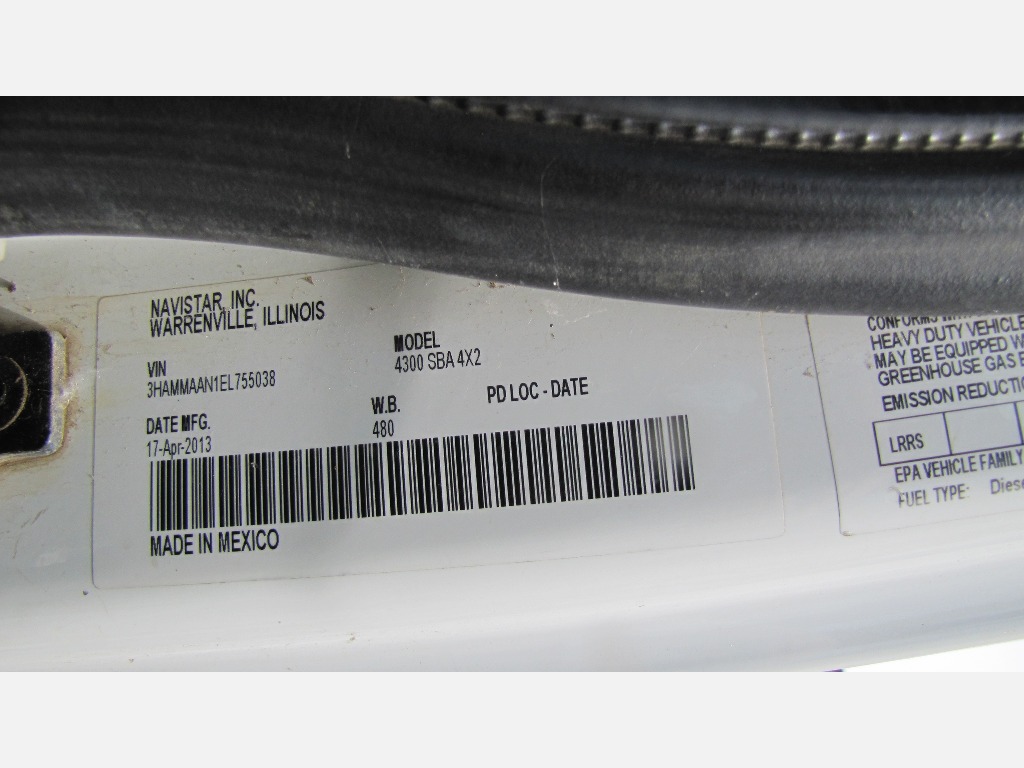 NAVISTAR, INC.
WARRENVILLE, ILLINOIS
VIN
3HAMMAAN1EL755038
MODEL
4300 SBA 4X2
DATE MFG.
17-Apr-2013
W.B.
480
PD LOC - DATE
MADE IN MEXICO
CONFORMS
HEAVY DUTY VEHICLE
MAY BE EQUIPPED
GREENHOUSE GAS
EMISSION
LRRS
EPA VEHICLE FAMILY
FUEL TYPE: